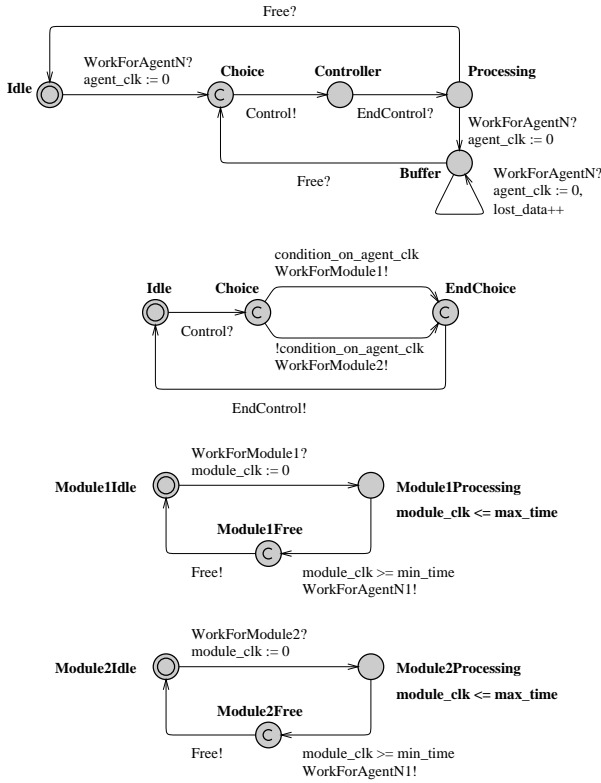 Free?
WorkForAgentN?
agent_clk := 0
Idle
Choice
Controller
Processing
C
Control!
EndControl?
WorkForAgentN?
agent_clk := 0
Buffer
Free?
WorkForAgentN?
agent_clk := 0,
lost_data++
condition_on_agent_clk
WorkForModule1!
Idle
Choice
EndChoice
C
C
Control?
!condition_on_agent_clk
WorkForModule2!
EndControl!
WorkForModule1?
module_clk := 0
Module1Idle
Module1Processing
module_clk <= max_time
Module1Free
C
Free!
module_clk >= min_time
WorkForAgentN1!
WorkForModule2?
module_clk := 0
Module2Idle
Module2Processing
module_clk <= max_time
Module2Free
C
Free!
module_clk >= min_time
WorkForAgentN1!